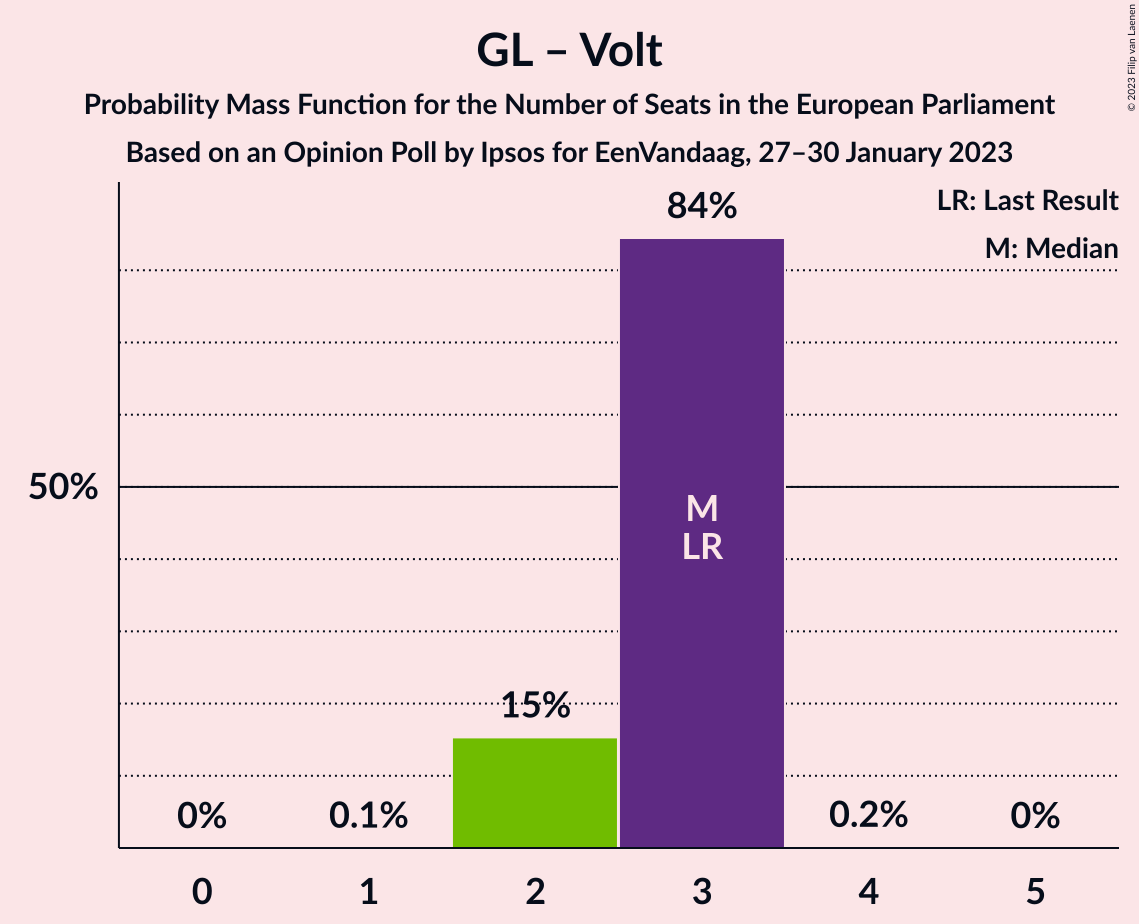 GL – Volt
Probability Mass Function for the Number of Seats in the European Parliament
Based on an Opinion Poll by Ipsos for EenVandaag, 27–30 January 2023
© 2023 Filip van Laenen
LR: Last Result
M: Median
84%
50%
M
LR
15%
0%
0.1%
0.2%
0%
0
1
2
3
4
5